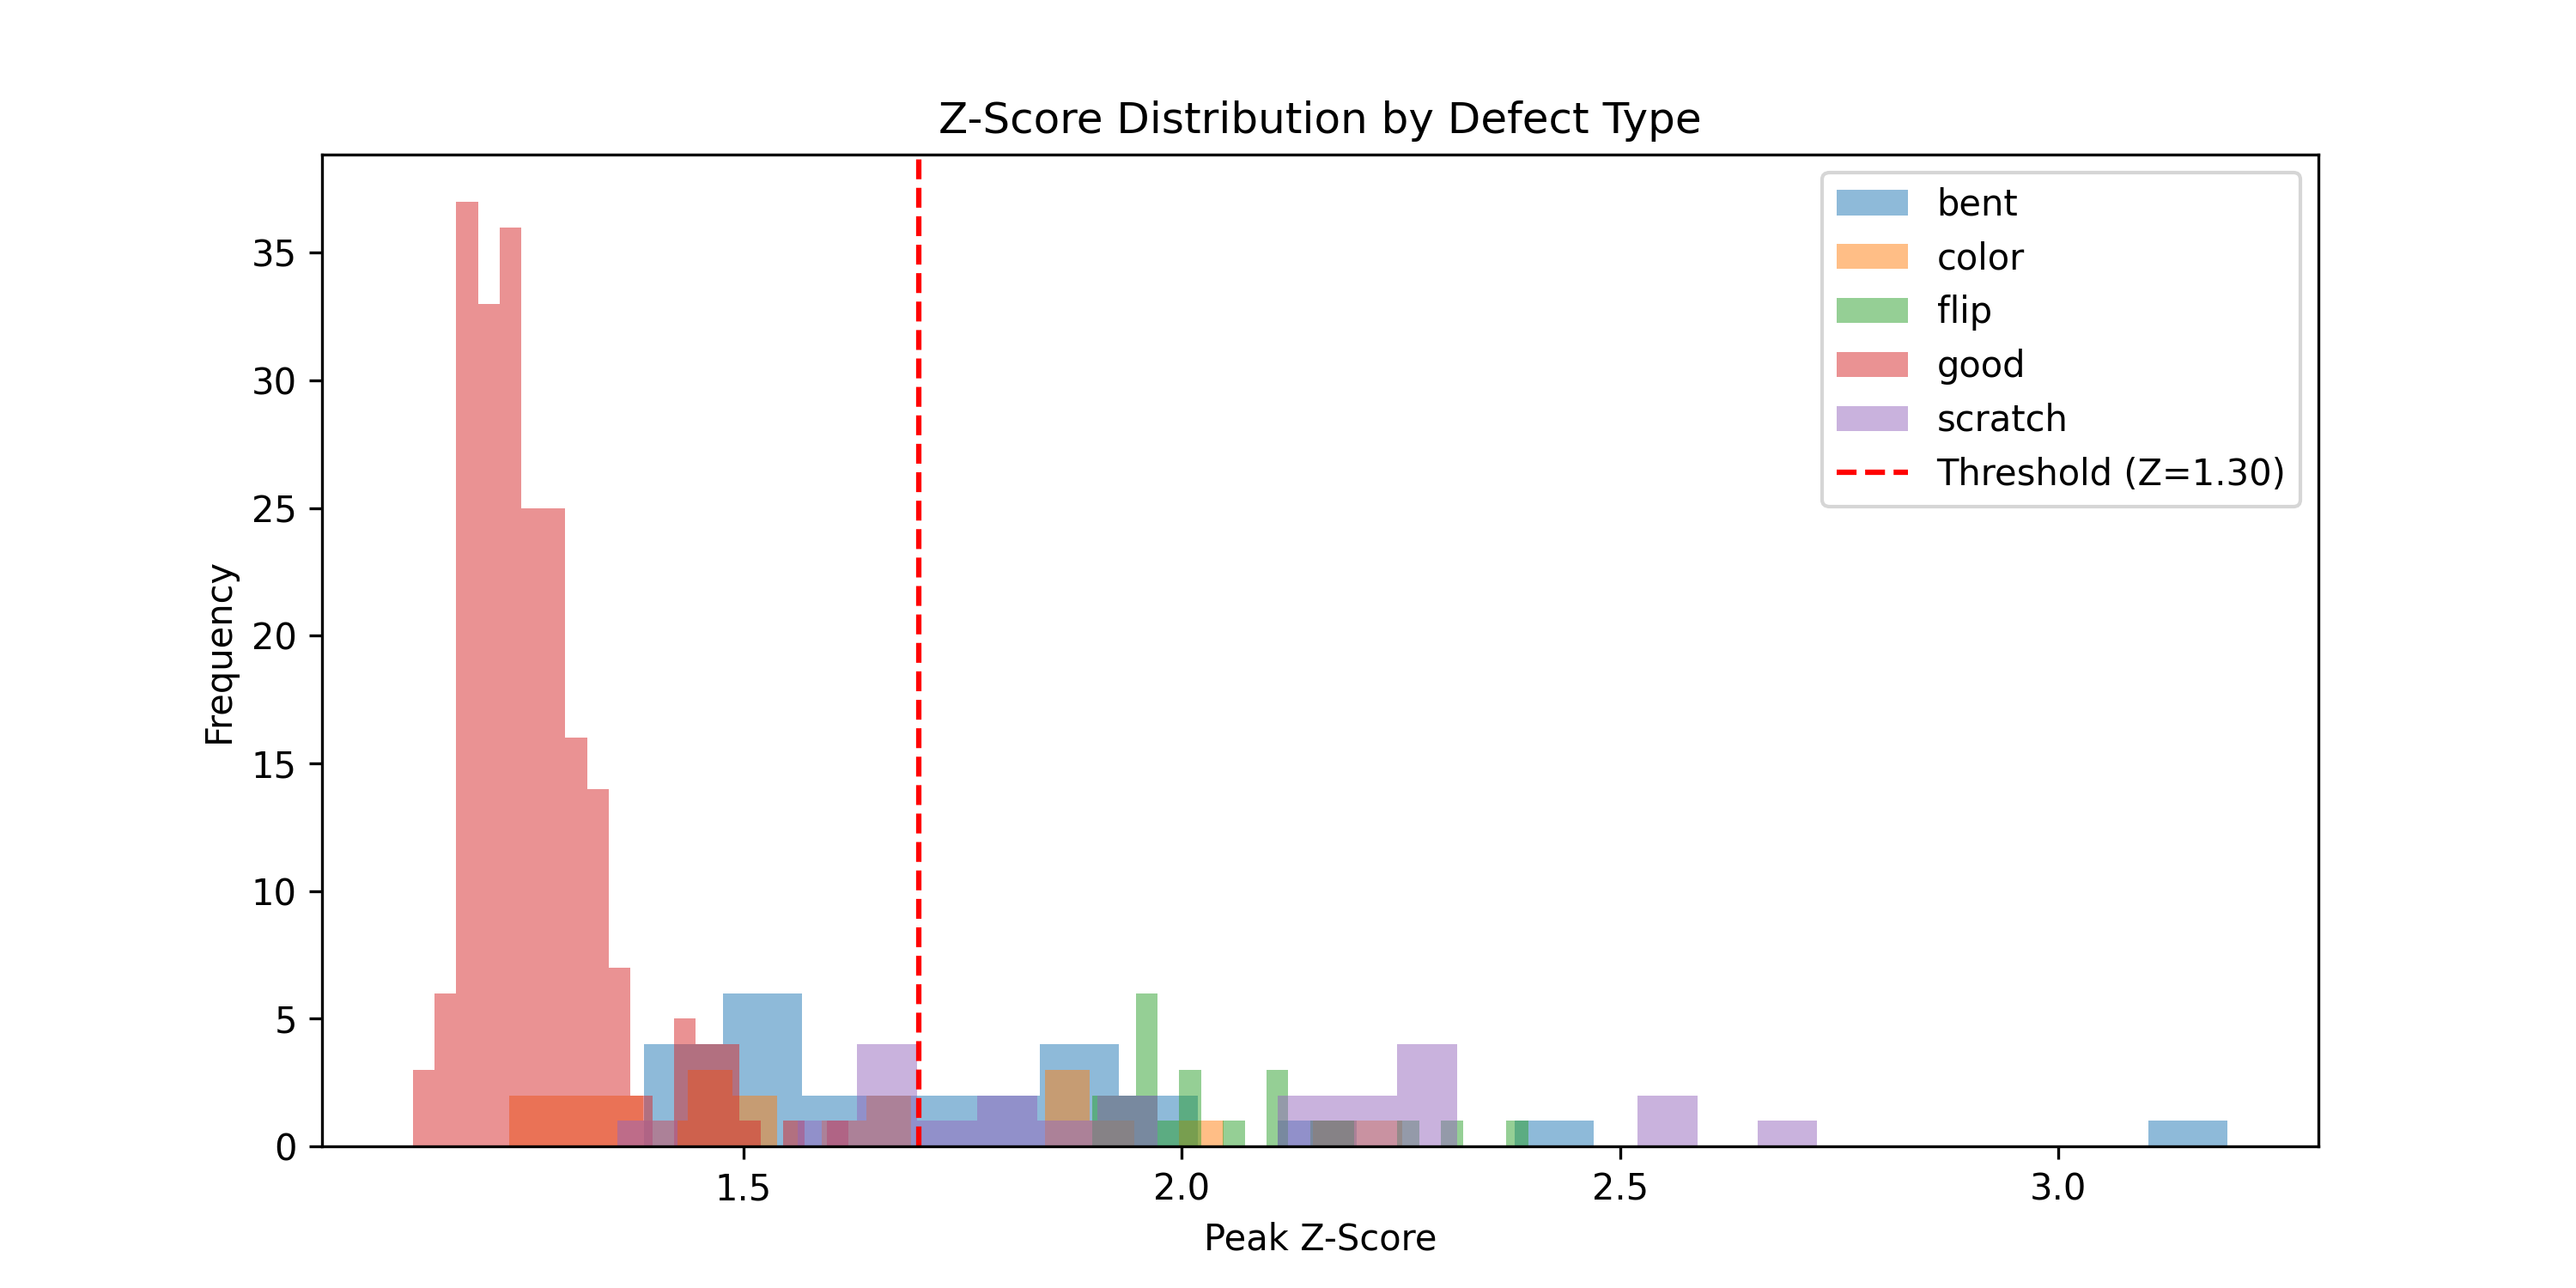 Z-Score Distribution by Defect Type
bent
color
flip
good
scratch
Threshold (Z=1.30)
Frequency
35
30
25
20
15
10
5
0
1.5
2.0
2.5
3.0
Peak Z-Score